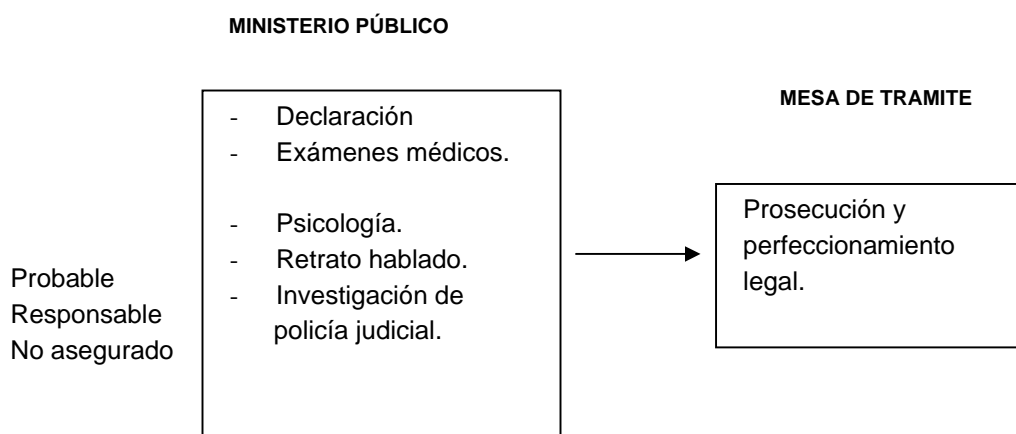 MINISTERIO PÚBLICO
MESA DE TRAMITE
- Declaración
- Exámenes médicos.
- Psicología.
- Retrato hablado.
- Investigación de
policía judicial.
Probable
Responsable
No asegurado
Prosecución y
perfeccionamiento
legal.